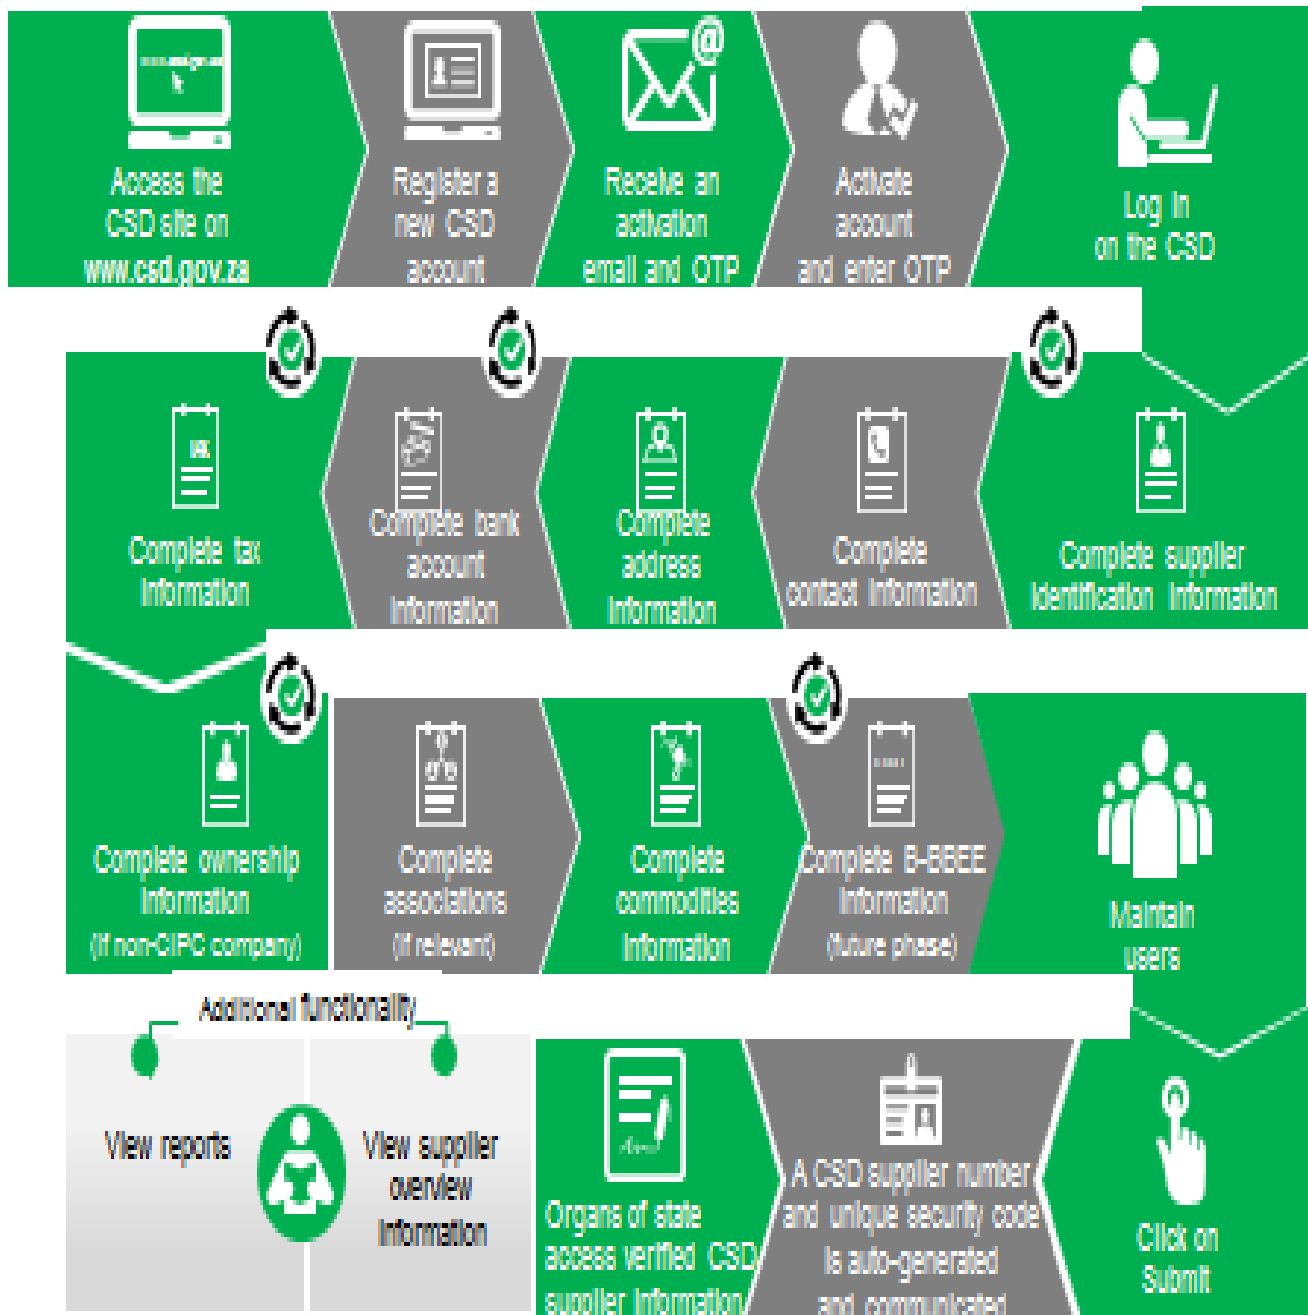 Access the
CSD site on
www.csd.gov.za
Register a
new CSD
account
Receive an
activation
email and OTP
Activate
account
and enter OTP
Log in
on the CSD
Complete supplier
identification information
Complete
contact information
Complete
address
information
Complete bank
account
information
Complete tax
information
Complete ownership
information
(if non-CIPC company)
Complete
associations
(if relevant)
Complete
commodities
information
Complete B-BBEE
information
(future phase)
Maintain
users
Click on
Submit
A CSD supplier number
and unique security code
is auto-generated
and communicated
Organs of state
access verified CSD
supplier information
Additional functionality
View reports
View supplier
overview
information